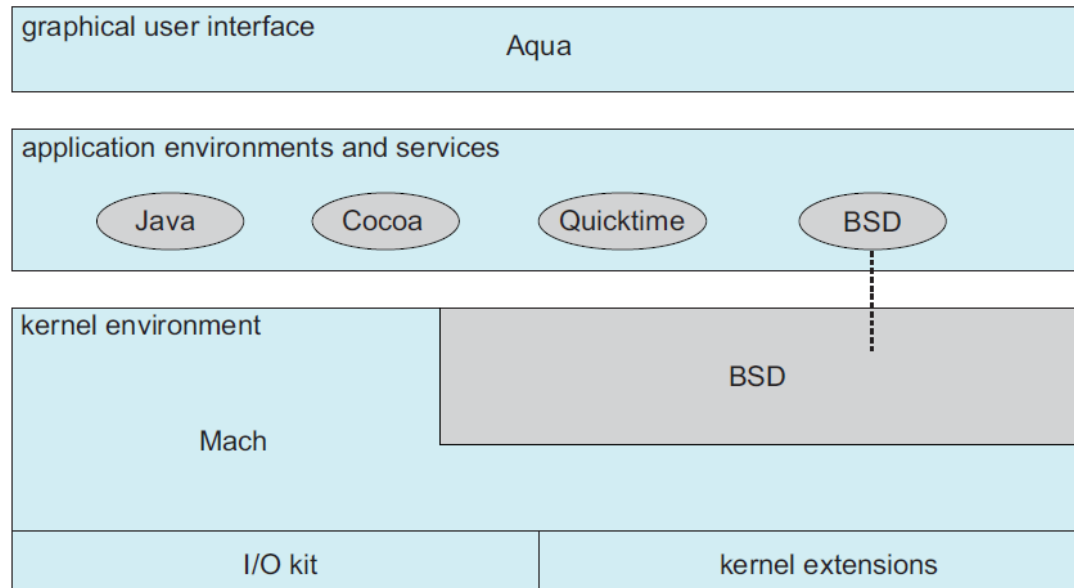 graphical user interface
Aqua
application environments and services
Java
Cocoa
Quicktime
BSD
kernel environment
BSD
Mach
I/O kit
kernel extensions